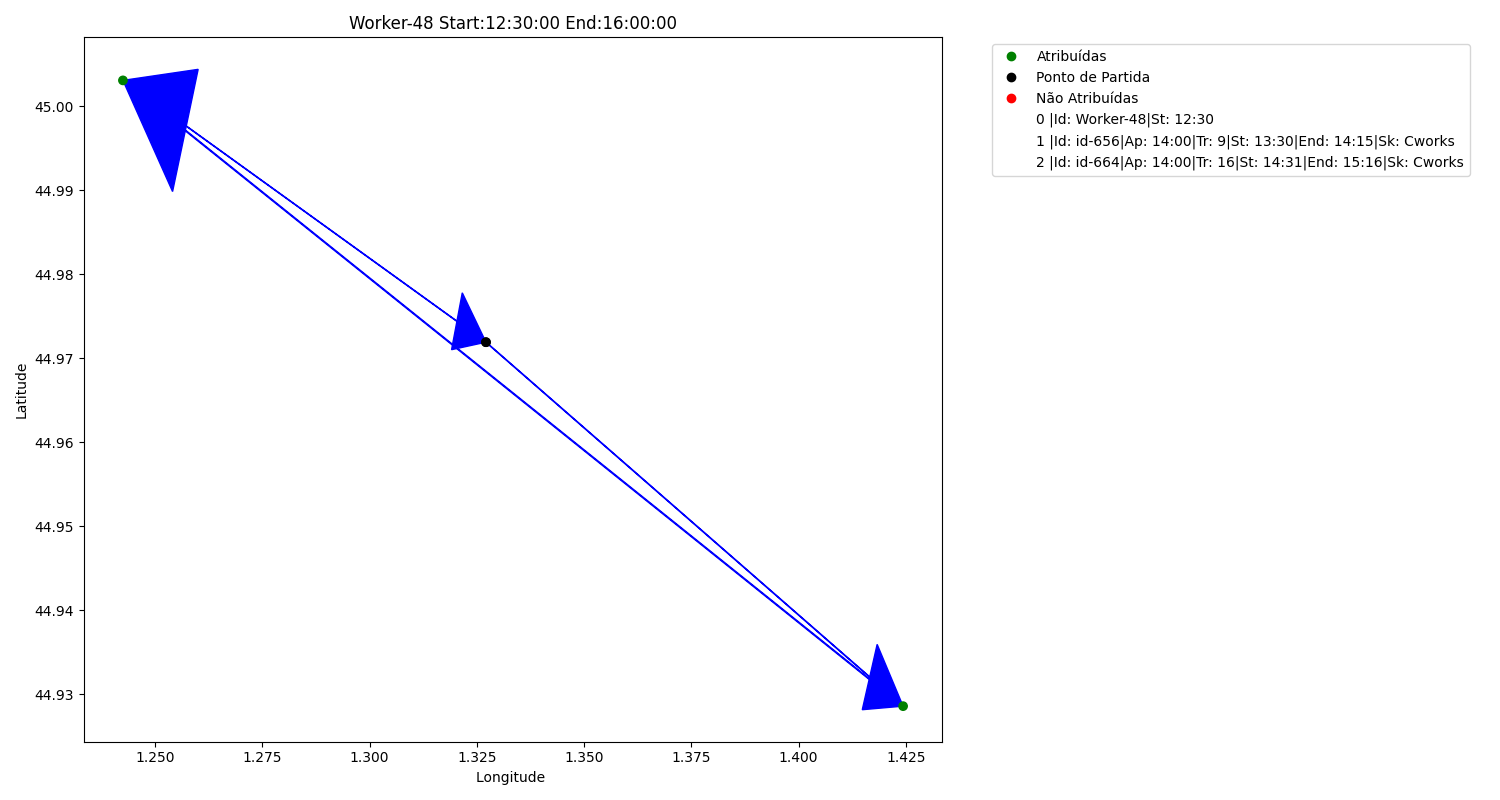 Worker-48 Start:12:30:00 End:16:00:00
Atribuídas
Ponto de Partida
Não Atribuídas
0 |Id: Worker-48|St: 12:30
1 |Id: id-656|Ap: 14:00|Tr: 9|St: 13:30|End: 14:15|Sk: Cworks
2 |Id: id-664|Ap: 14:00|Tr: 16|St: 14:31|End: 15:16|Sk: Cworks
Latitude
45.00
44.99
44.98
44.97
44.96
44.95
44.94
44.93
1.250 1.275 1.300 1.325 1.350 1.375 1.400 1.425
Longitude